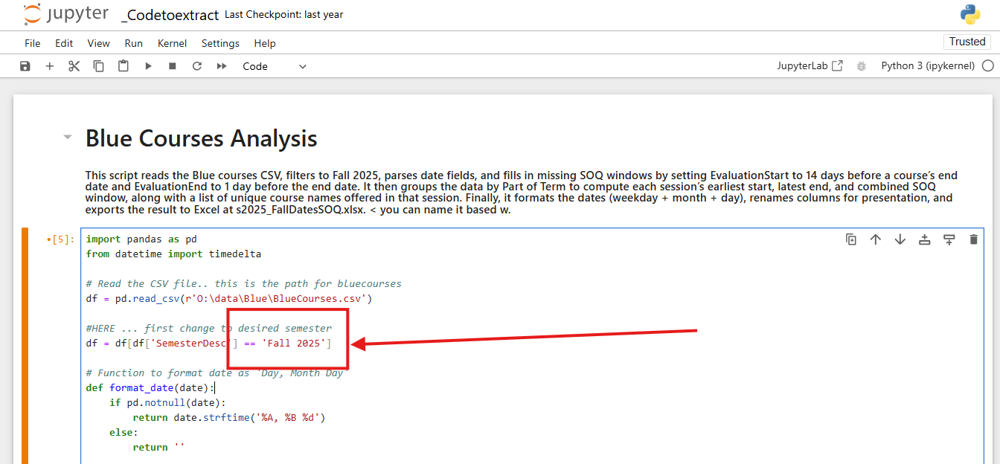 jupyter _Codetoextract Last Checkpoint: last year
File Edit View Run Kernel Settings Help Trusted
Code JupyterLab Python 3 (ipykernel)
Blue Courses Analysis
This script reads the Blue courses CSV, filters to Fall 2025, parses date fields, and fills in missing SOQ windows by setting EvaluationStart to 14 days before a course's end
date and EvaluationEnd to 1 day before the end date. It then groups the data by Part of Term to compute each session's earliest start, latest end, and combined SOQ
window, along with a list of unique course names offered in that session. Finally, it formats the dates (weekday + month + day), renames columns for presentation, and
exports the result to Excel at s2025_FallDatesSOQ.xlsx. < you can name it based w.
•[5]: import pandas as pd
from datetime import timedelta
# Read the CSV file.. this is the path for bluecourses
df = pd.read_csv(r'O:\data\Blue\BlueCourses.csv')
#HERE ... first change to desired semester
df = df[df['SemesterDesc'] == 'Fall 2025']
# Function to format date as 'Day, Month Day'
def format_date(date):
    if pd.notnull(date):
        return date.strftime('%A, %B %d')
    else:
        return ''